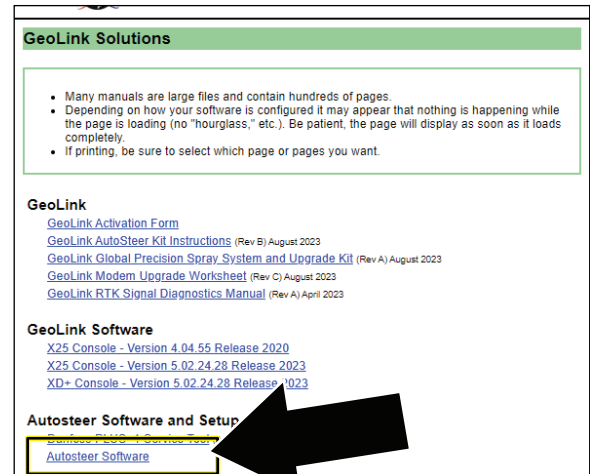 GeoLink Solutions
Many manuals are large files and contain hundreds of pages.
Depending on how your software is configured it may appear that nothing is happening while
the page is loading (no "hourglass," etc.). Be patient, the page will display as soon as it loads
completely.
If printing, be sure to select which page or pages you want.
GeoLink
GeoLink Activation Form
GeoLink AutoSteer Kit Instructions (Rev B) August 2023
GeoLink Global Precision Spray System and Upgrade Kit (Rev A) August 2023
GeoLink Modem Upgrade Worksheet (Rev C) August 2023
GeoLink RTK Signal Diagnostics Manual (Rev A) April 2023
GeoLink Software
X25 Console - Version 4.04.55 Release 2020
X25 Console - Version 5.02.24.28 Release 2023
XD+ Console - Version 5.02.24.28 Release 2023
Autosteer Software and Setup
Autosteer Software